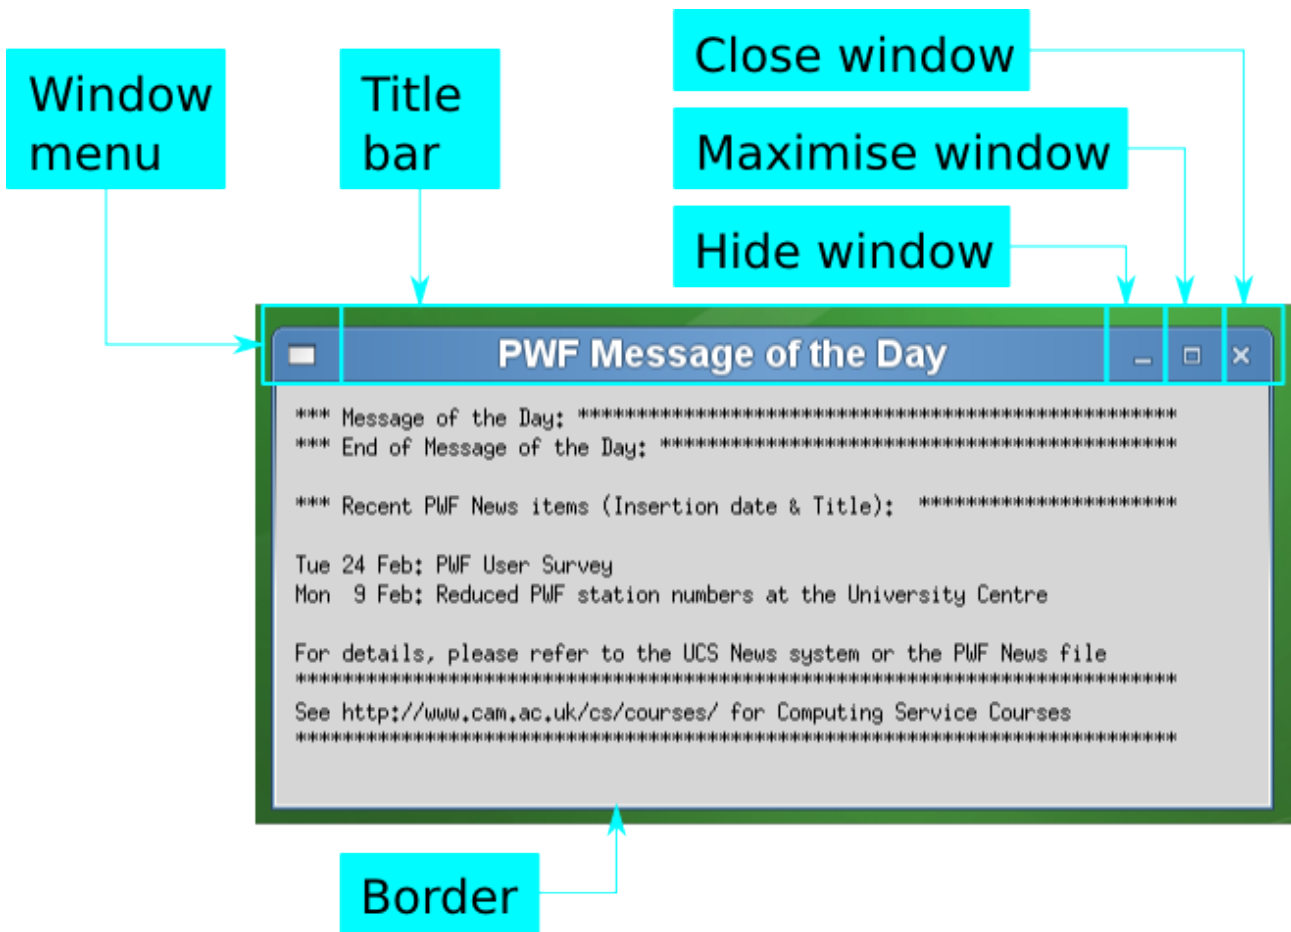 Close window
Window
menu
Title
bar
Maximise window
Hide window
PWF Message of the Day
*** Message of the Day: ***************************************************
*** End of Message of the Day: ********************************************
*** Recent PWF News items (Insertion date & Title):  **********************
Tue 24 Feb: PWF User Survey
Mon  9 Feb: Reduced PWF station numbers at the University Centre
For details, please refer to the UCS News system or the PWF News file
***************************************************************************
See http://www.cam.ac.uk/cs/courses/ for Computing Service Courses
***************************************************************************
Border